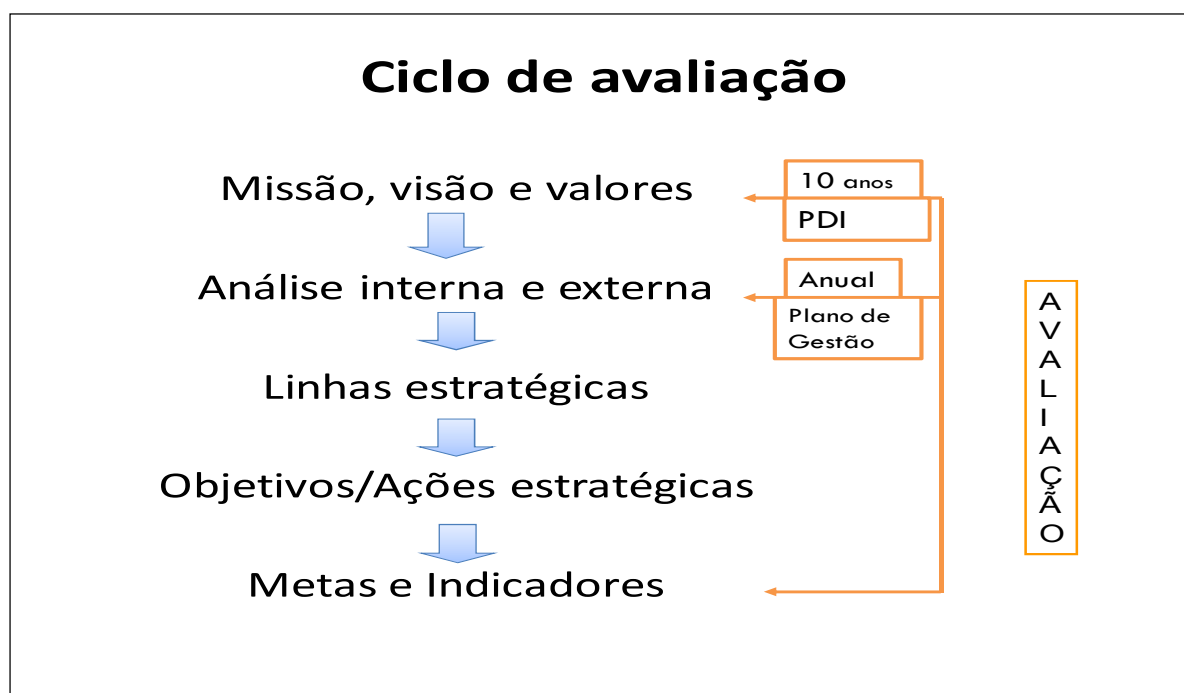 Ciclo de avaliação
Missão, visão e valores
10 anos
PDI
Análise interna e externa
Anual
Plano de
Gestão
Linhas estratégicas
Objetivos/Ações estratégicas
Metas e Indicadores
A
V
A
L
I
A
Ç
Ã
O